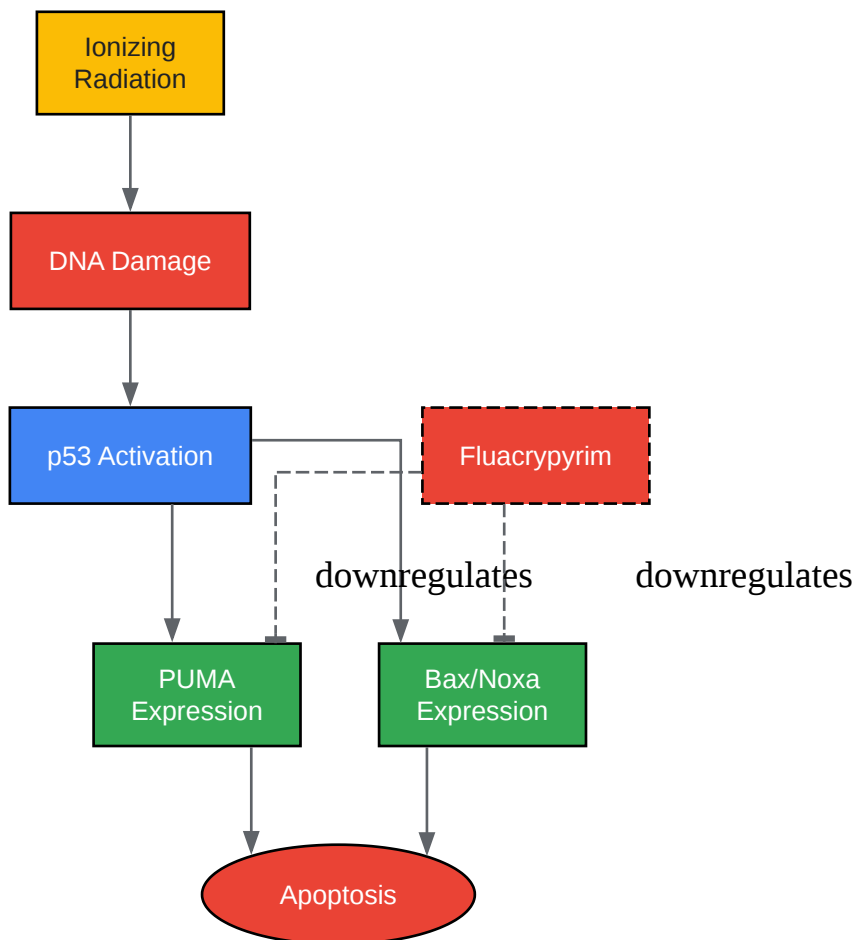 Ionizing
Radiation
DNA Damage
p53 Activation
Fluacrypyrim
downregulates
downregulates
PUMA
Expression
Bax/Noxa
Expression
Apoptosis